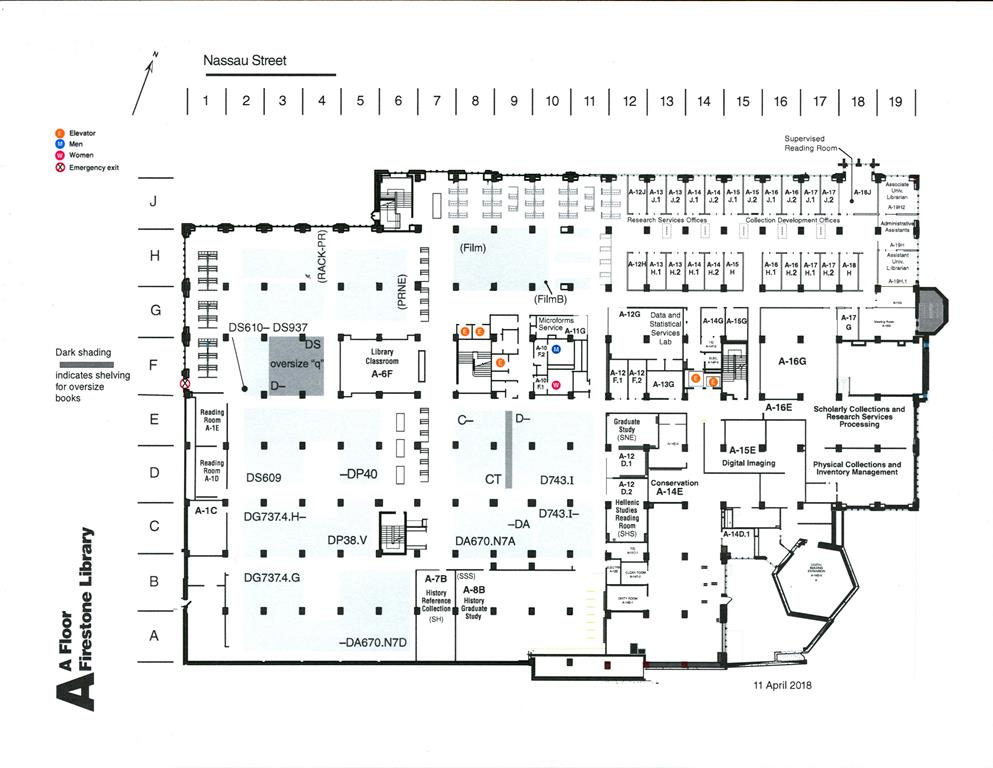 Nassau Street
N
1 2 3 4 5 6 7 8 9 10 11 12 13 14 15 16 17 18 19
E Elevator
M Men
W Women
Emergency exit
Supervised
Reading Room
J
H
G
F
E
D
C
B
A
A-12J
A-13
J.1
A-13
J.2
A-14
J.1
A-14
J.2
A-15
J.1
A-15
J.2
A-16
J.1
A-16
J.2
A-17
J.1
A-17
J.2
A-18J
Associate
Univ.
Librarian
A-19H2
Research Services Offices
Collection Development Offices
Administrative
Assistants
A-19H
Assistant
Univ.
Librarian
A-19H.1
A-12H
A-13
H.1
A-13
H.2
A-14
H.1
A-14
H.2
A-15
H
A-16
H.1
A-16
H.2
A-17
H.1
A-17
H.2
A-18
H
(RACK-PR)
(PRNE)
(Film)
(FilmB)
DS610– DS937
DS
oversize "q"
D–
Library
Classroom
A-6F
Microforms
Service
A-11G
A-10
F.2
A-10
F.1
E
E
E
M
W
A-12G
Data and
Statistical
Services
Lab
A-14G
A-15G
A-12
F.1
A-12
F.2
A-13G
E
E
A-16G
A-17
G
Dark shading
indicates shelving
for oversize
books
Reading
Room
A-1E
Reading
Room
A-1D
A-1C
C–
D–
CT
DS609
–DP40
D743.I
D743.I–
DG737.4.H–
DP38.V
–DA
DA670.N7A
DG737.4.G
–DA670.N7D
A-7B
History
Reference
Collection
(SH)
(SSS)
A-8B
History
Graduate
Study
Graduate
Study
(SNE)
A-12
D.1
A-12
D.2
Hellenic
Studies
Reading
Room
(SHS)
Conservation
A-14E
A-15E
Digital Imaging
A-16E
Scholarly Collections and
Research Services
Processing
Physical Collections and
Inventory Management
A-14D.1
CLEAN ROOM
DIRTY ROOM
A Floor
Firestone Library
A
11 April 2018